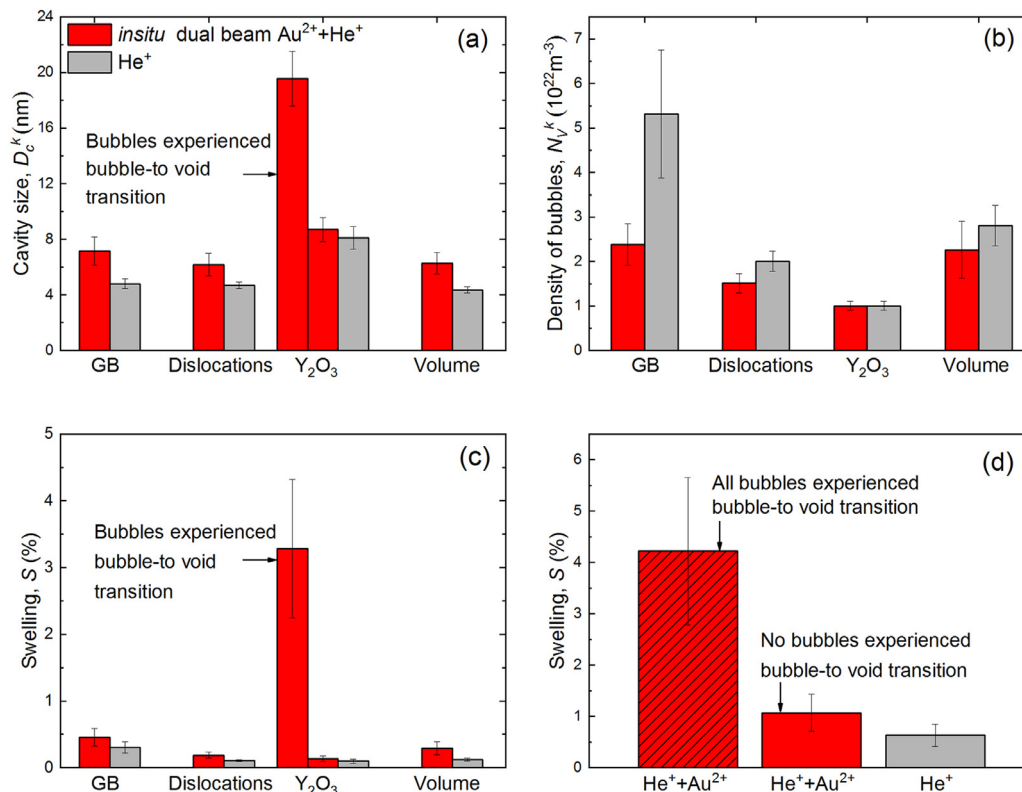 24
20
16
12
8
4
0
Cavity size, D_c^k (nm)
insitu dual beam Au²⁺+He⁺
He⁺
(a)
Bubbles experienced
bubble-to void
transition
GB Dislocations Y₂O₃ Volume
7
6
5
4
3
2
1
0
Density of bubbles, N_V^k (10²²m⁻³)
(b)
GB Dislocations Y₂O₃ Volume
5
4
3
2
1
0
Swelling, S (%)
(c)
Bubbles experienced
bubble-to void
transition
GB Dislocations Y₂O₃ Volume
6
5
4
3
2
1
0
Swelling, S (%)
(d)
All bubbles experienced
bubble-to void transition
No bubbles experienced
bubble-to void transition
He⁺+Au²⁺ He⁺+Au²⁺ He⁺